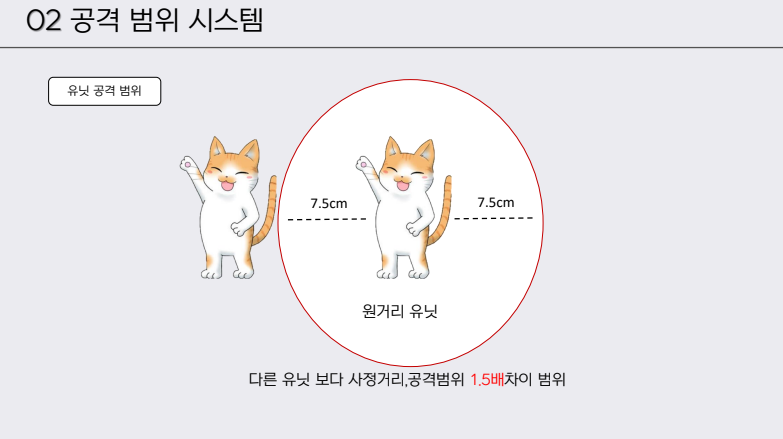 02 공격 범위 시스템
유닛 공격 범위
7.5cm
7.5cm
원거리 유닛
다른 유닛 보다 사정거리,공격범위 1.5배차이 범위